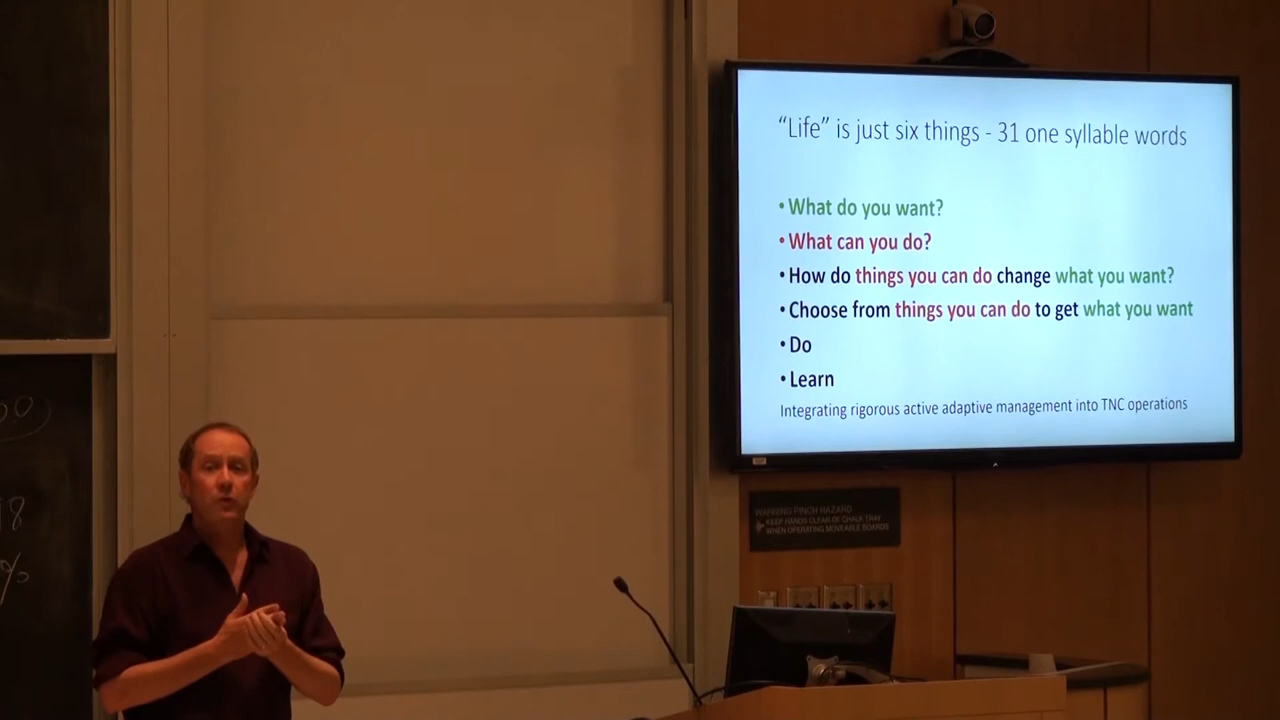 “Life” is just six things - 31 one syllable words
• What do you want?
• What can you do?
• How do things you can do change what you want?
• Choose from things you can do to get what you want
• Do
• Learn
Integrating rigorous active adaptive management into TNC operations
WARNING PINCH HAZARD
KEEP HANDS CLEAR OF CHALK TRAY
WHEN OPERATING MOVEABLE BOARDS
18
%